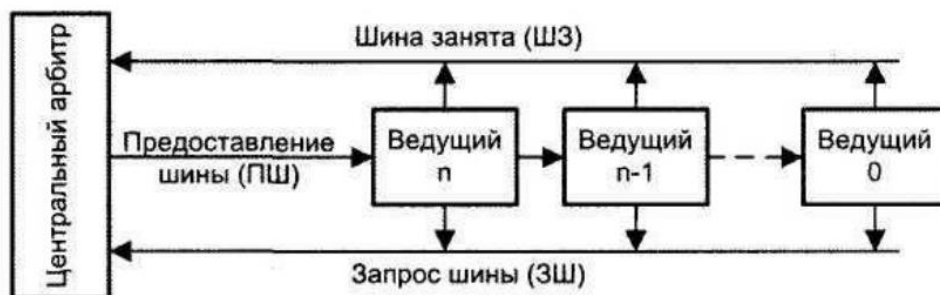 Центральный арбитр
Шина занята (ШЗ)
Предоставление
шины (ПШ)
Ведущий
n
Ведущий
n-1
Ведущий
0
Запрос шины (ЗШ)